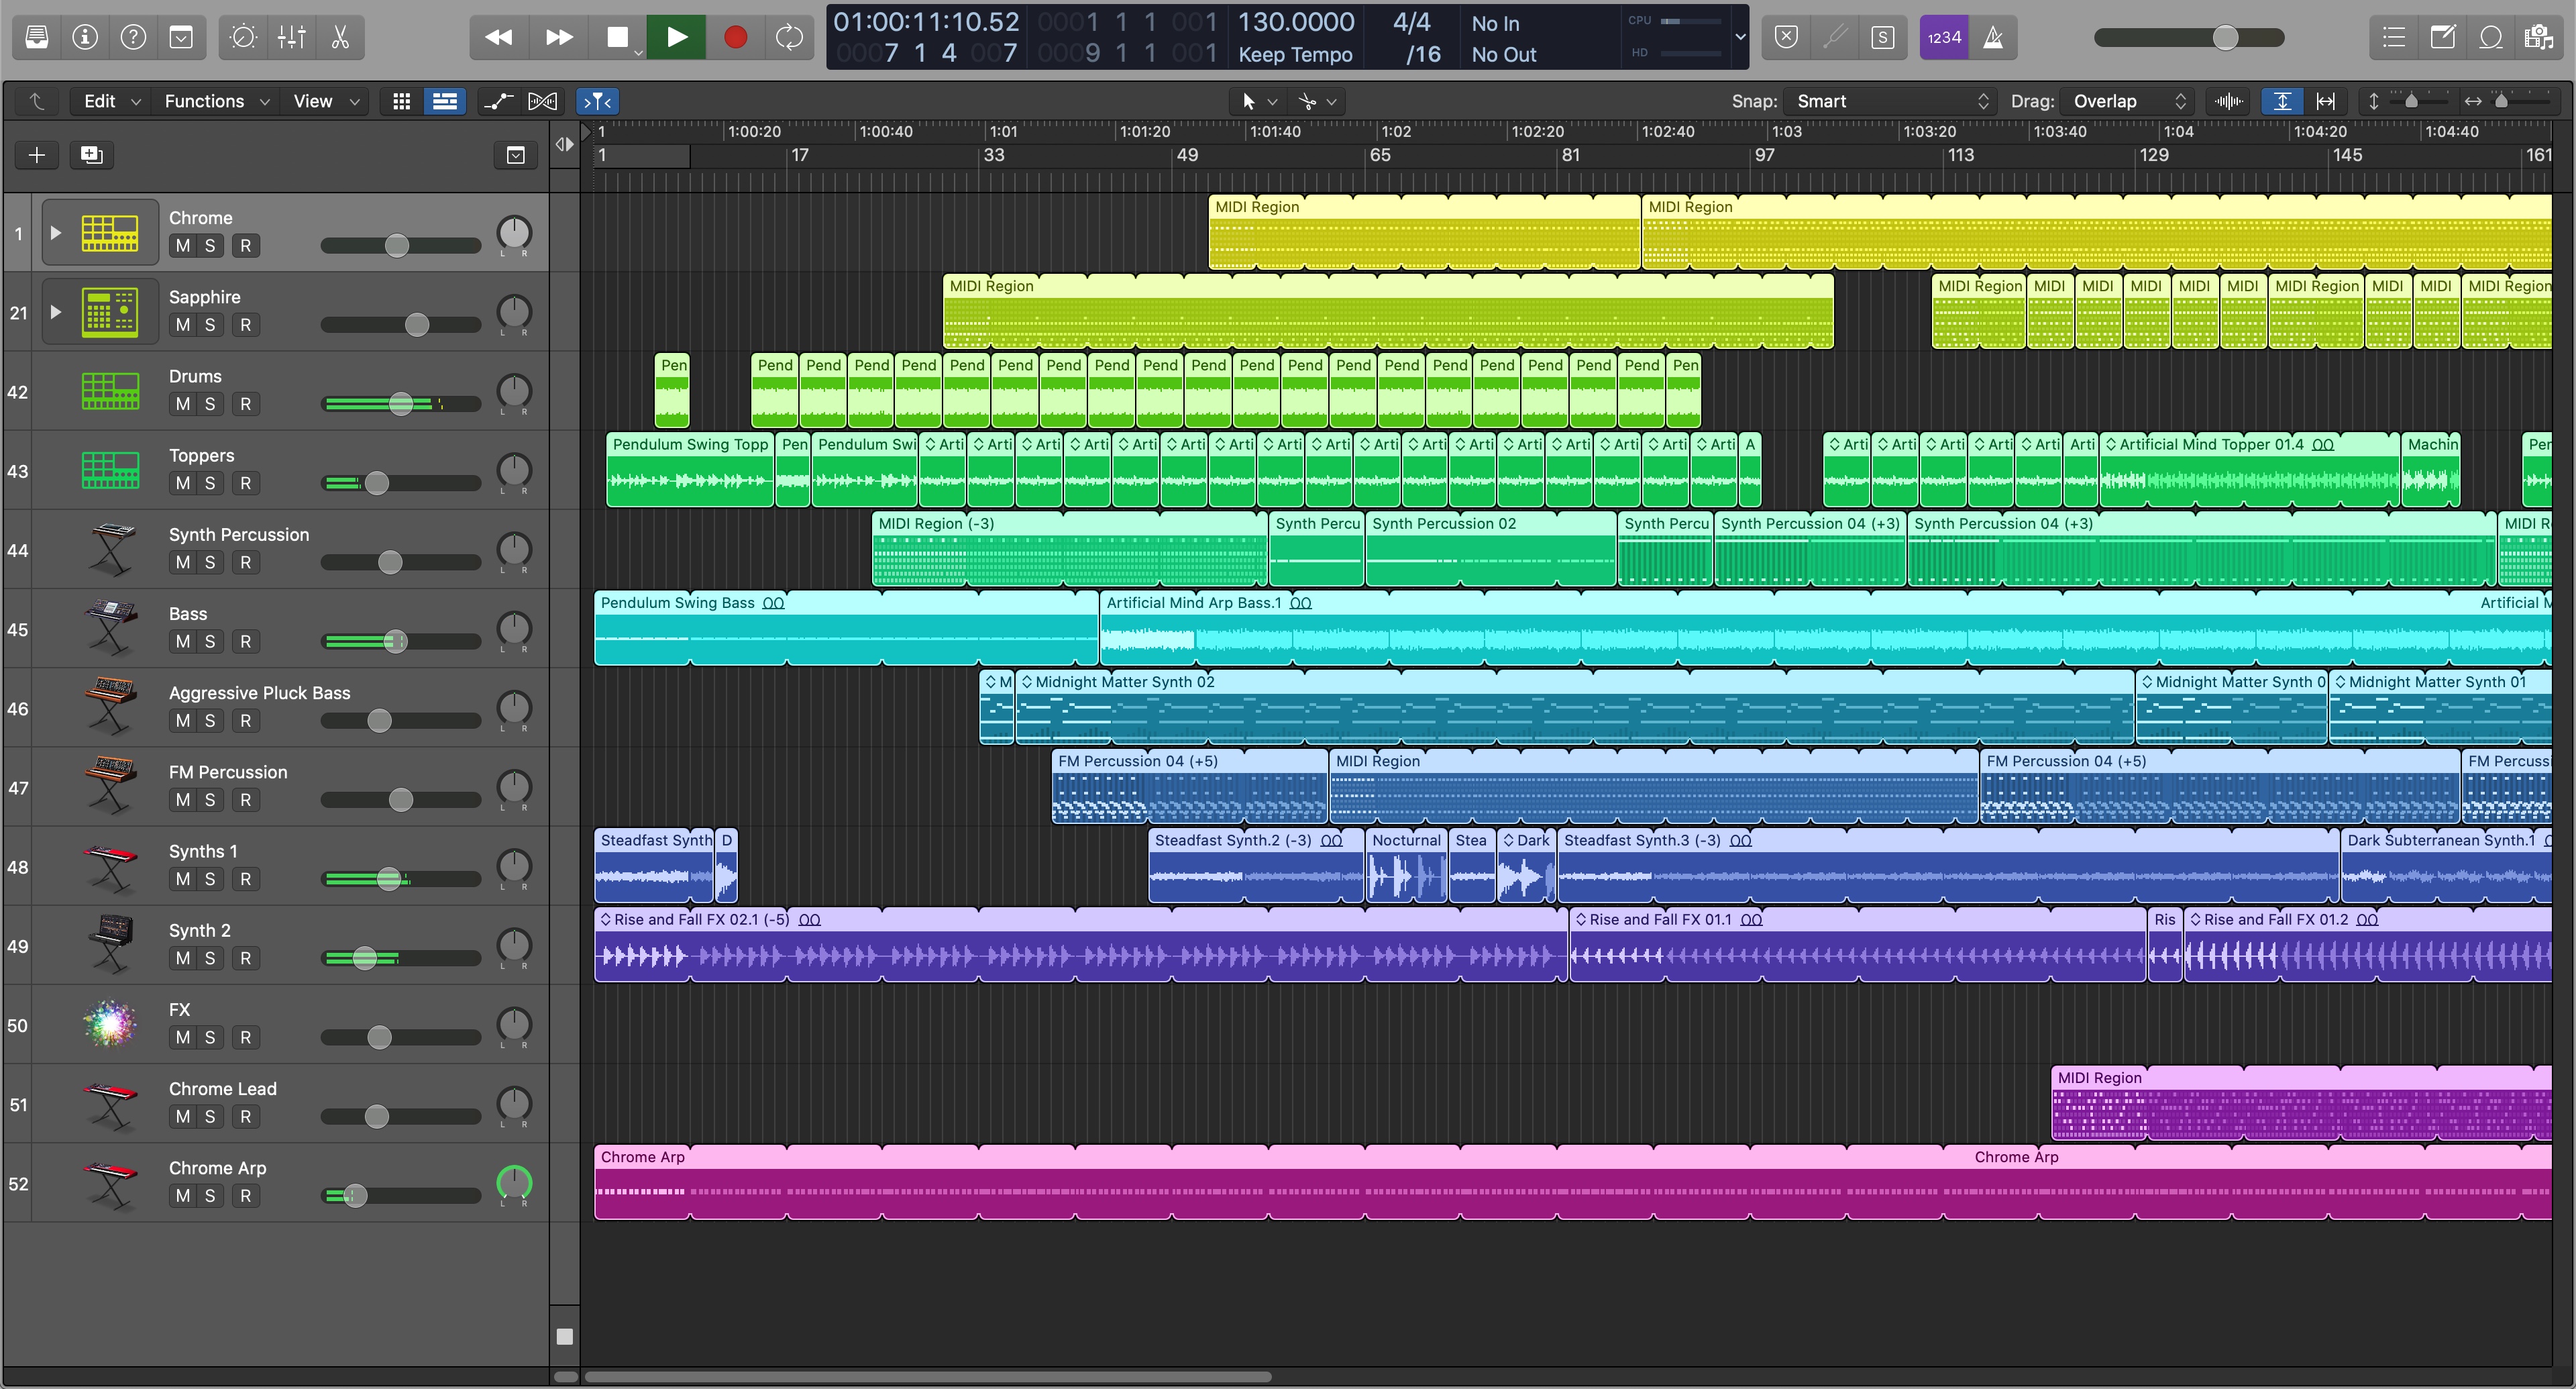 01:00:11:10.52 0001 1 1 001 130.0000 4/4 No In CPU
0007 1 4 007 0009 1 1 001 Keep Tempo /16 No Out HD
S 1234
Edit Functions View Snap: Smart Drag: Overlap
1 1:00:20 1:00:40 1:01 1:01:20 1:01:40 1:02 1:02:20 1:02:40 1:03 1:03:20 1:03:40 1:04 1:04:20 1:04:40
1 17 33 49 65 81 97 113 129 145 161
1 Chrome MIDI Region MIDI Region
M S R L R
21 Sapphire MIDI Region MIDI Region MIDI MIDI MIDI MIDI MIDI MIDI Region MIDI MIDI MIDI Region
M S R L R
42 Drums Pen Pend Pend Pend Pend Pend Pend Pend Pend Pend Pend Pend Pend Pend Pend Pend Pend Pend Pend Pen
M S R L R
43 Toppers Pendulum Swing Topp Pen Pendulum Swi Arti Arti Arti Arti Arti Arti Arti Arti Arti Arti Arti Arti Arti Arti Arti Arti Arti A Arti Arti Arti Arti Arti Arti Artificial Mind Topper 01.4 Machin Per
M S R L R
44 Synth Percussion MIDI Region (-3) Synth Percu Synth Percussion 02 Synth Percu Synth Percussion 04 (+3) Synth Percussion 04 (+3) MIDI R
M S R L R
45 Bass Pendulum Swing Bass Artificial Mind Arp Bass.1 Artificial M
M S R L R
46 Aggressive Pluck Bass M Midnight Matter Synth 02 Midnight Matter Synth 0 Midnight Matter Synth 01
M S R L R
47 FM Percussion FM Percussion 04 (+5) MIDI Region FM Percussion 04 (+5) FM Percussi
M S R L R
48 Synths 1 Steadfast Synth D Steadfast Synth.2 (-3) Nocturnal Stea Dark Steadfast Synth.3 (-3) Dark Subterranean Synth.1
M S R L R
49 Synth 2 Rise and Fall FX 02.1 (-5) Rise and Fall FX 01.1 Ris Rise and Fall FX 01.2
M S R L R
50 FX
M S R L R
51 Chrome Lead MIDI Region
M S R L R
52 Chrome Arp Chrome Arp Chrome Arp
M S R L R